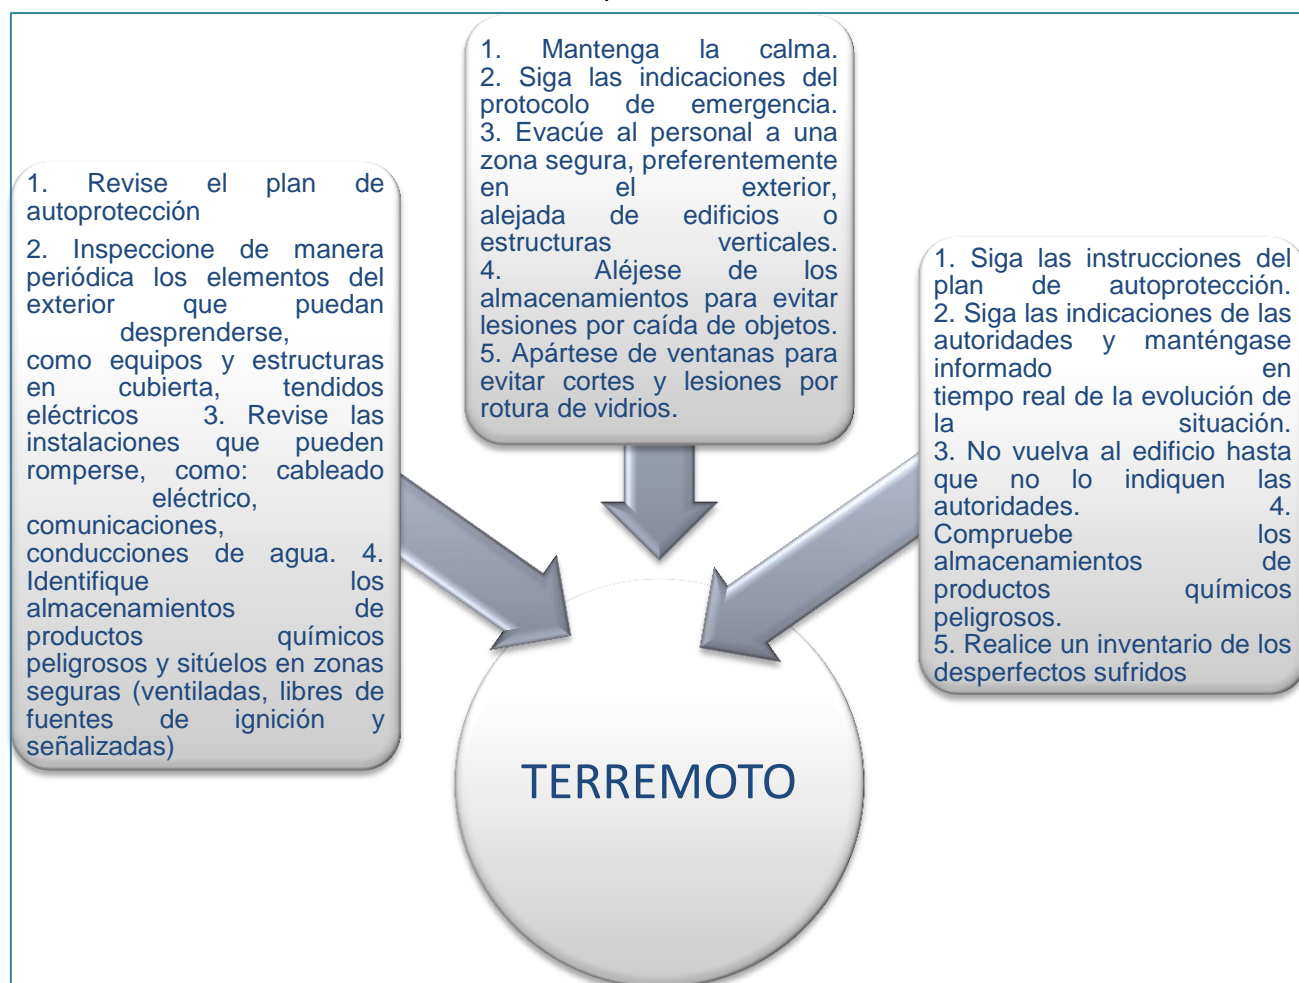 1. Revise el plan de
autoprotección
2. Inspeccione de manera
periódica los elementos del
exterior que puedan
desprenderse,
como equipos y estructuras
en cubierta, tendidos
eléctricos 3. Revise las
instalaciones que pueden
romperse, como: cableado
eléctrico,
comunicaciones,
conducciones de agua. 4.
Identifique los
almacenamientos de
productos químicos
peligrosos y sitúelos en zonas
seguras (ventiladas, libres de
fuentes de ignición y
señalizadas)
1. Mantenga la calma.
2. Siga las indicaciones del
protocolo de emergencia.
3. Evacúe al personal a una
zona segura, preferentemente
en el exterior,
alejada de edificios o
estructuras verticales.
4. Aléjese de los
almacenamientos para evitar
lesiones por caída de objetos.
5. Apártese de ventanas para
evitar cortes y lesiones por
rotura de vidrios.
1. Siga las instrucciones del
plan de autoprotección.
2. Siga las indicaciones de las
autoridades y manténgase
informado en
tiempo real de la evolución de
la situación.
3. No vuelva al edificio hasta
que no lo indiquen las
autoridades. 4.
Compruebe los
almacenamientos de
productos químicos
peligrosos.
5. Realice un inventario de los
desperfectos sufridos
TERREMOTO